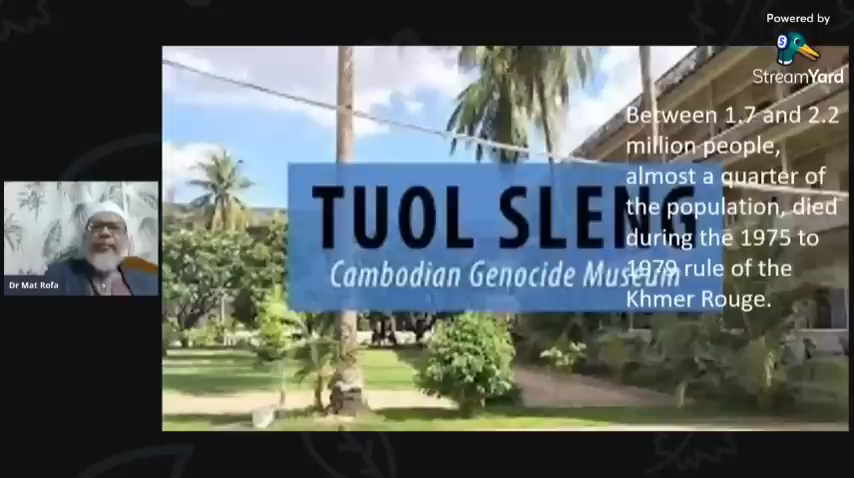 Powered by
StreamYard
Between 1.7 and 2.2
million people,
almost a quarter of
the population, died
during the 1975 to
1979 rule of the
Khmer Rouge.
TUOL SLENG
Cambodian Genocide Museum
Dr Mat Rofa